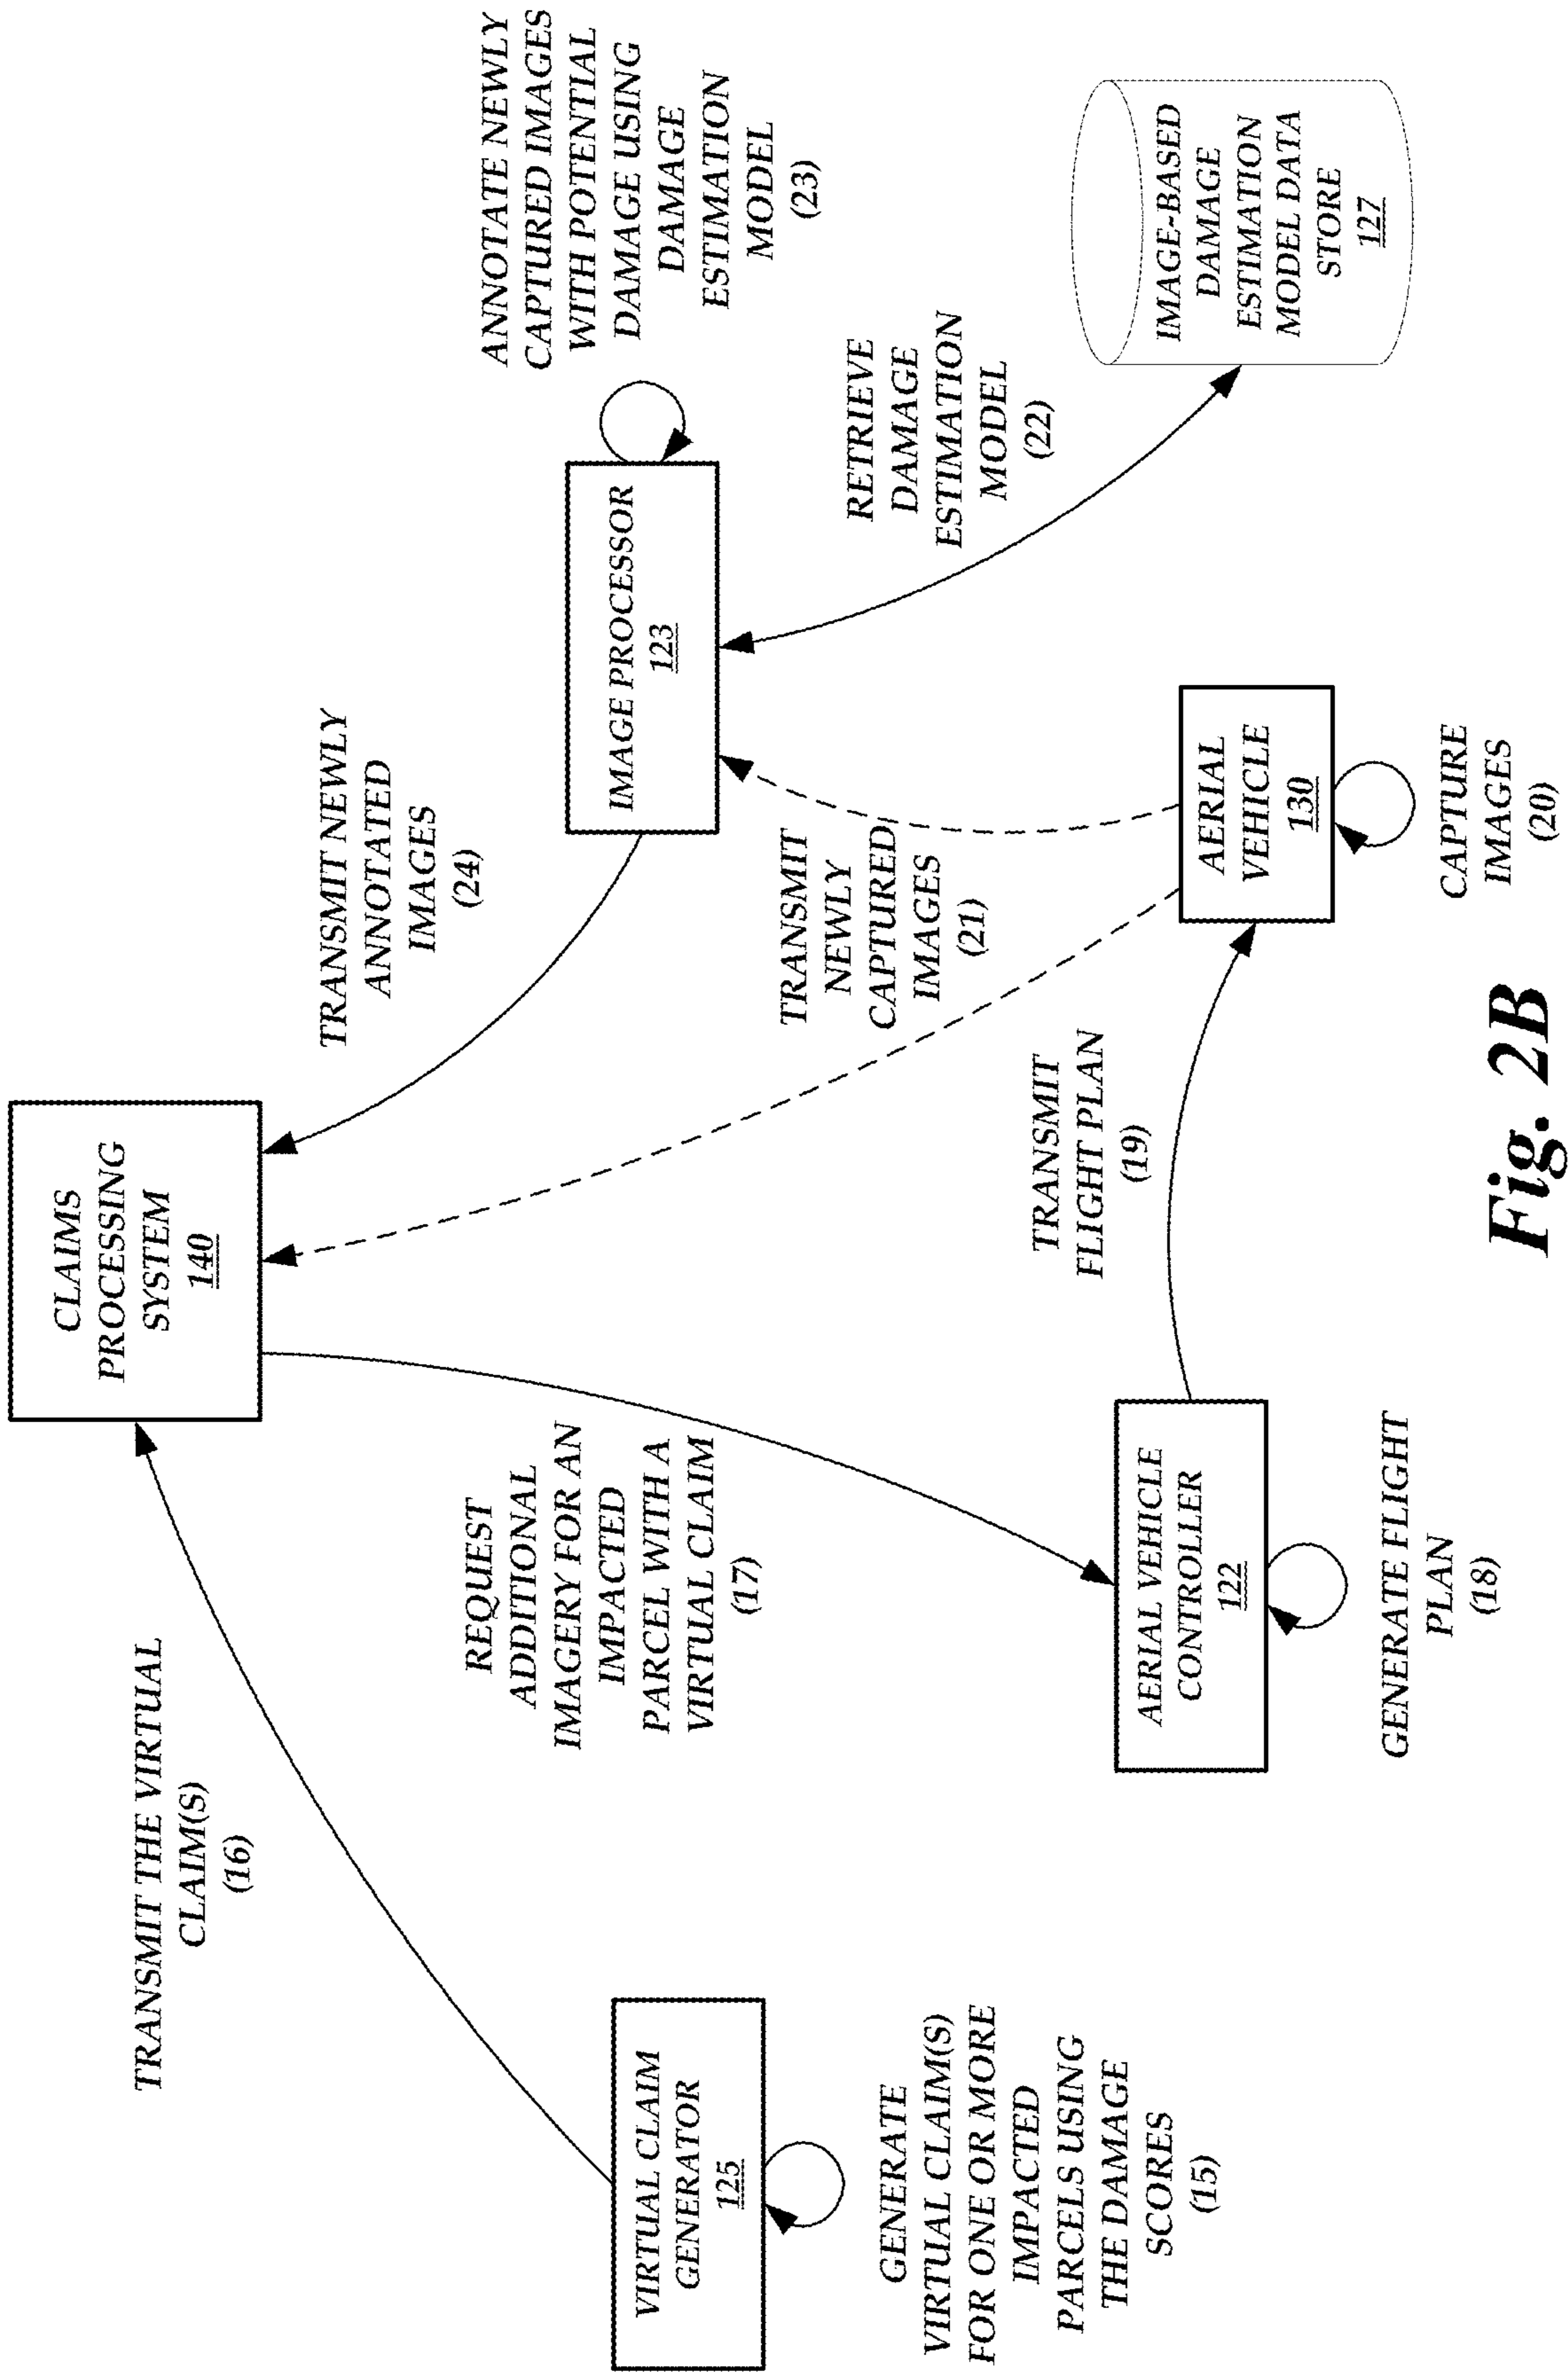 CLAIMS
PROCESSING
SYSTEM
140
TRANSMIT THE VIRTUAL
CLAIM(S)
(16)
TRANSMIT NEWLY
ANNOTATED
IMAGES
(24)
ANNOTATE NEWLY
CAPTURED IMAGES
WITH POTENTIAL
DAMAGE USING
DAMAGE
ESTIMATION
MODEL
(23)
REQUEST
ADDITIONAL
IMAGERY FOR AN
IMPACTED
PARCEL WITH A
VIRTUAL CLAIM
(17)
VIRTUAL CLAIM
GENERATOR
125
IMAGE PROCESSOR
123
TRANSMIT
NEWLY
CAPTURED
IMAGES
(21)
RETRIEVE
DAMAGE
ESTIMATION
MODEL
(22)
GENERATE
VIRTUAL CLAIM(S)
FOR ONE OR MORE
IMPACTED
PARCELS USING
THE DAMAGE
SCORES
(15)
TRANSMIT
FLIGHT PLAN
(19)
AERIAL VEHICLE
CONTROLLER
122
AERIAL
VEHICLE
130
IMAGE-BASED
DAMAGE
ESTIMATION
MODEL DATA
STORE
127
GENERATE FLIGHT
PLAN
(18)
CAPTURE
IMAGES
(20)
Fig. 2B